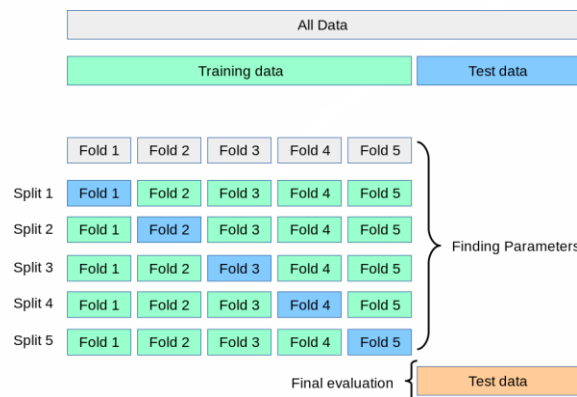 All Data
Training data Test data
Fold 1 Fold 2 Fold 3 Fold 4 Fold 5
Split 1 Fold 1 Fold 2 Fold 3 Fold 4 Fold 5
Split 2 Fold 1 Fold 2 Fold 3 Fold 4 Fold 5
Finding Parameters
Split 3 Fold 1 Fold 2 Fold 3 Fold 4 Fold 5
Split 4 Fold 1 Fold 2 Fold 3 Fold 4 Fold 5
Split 5 Fold 1 Fold 2 Fold 3 Fold 4 Fold 5
Final evaluation Test data